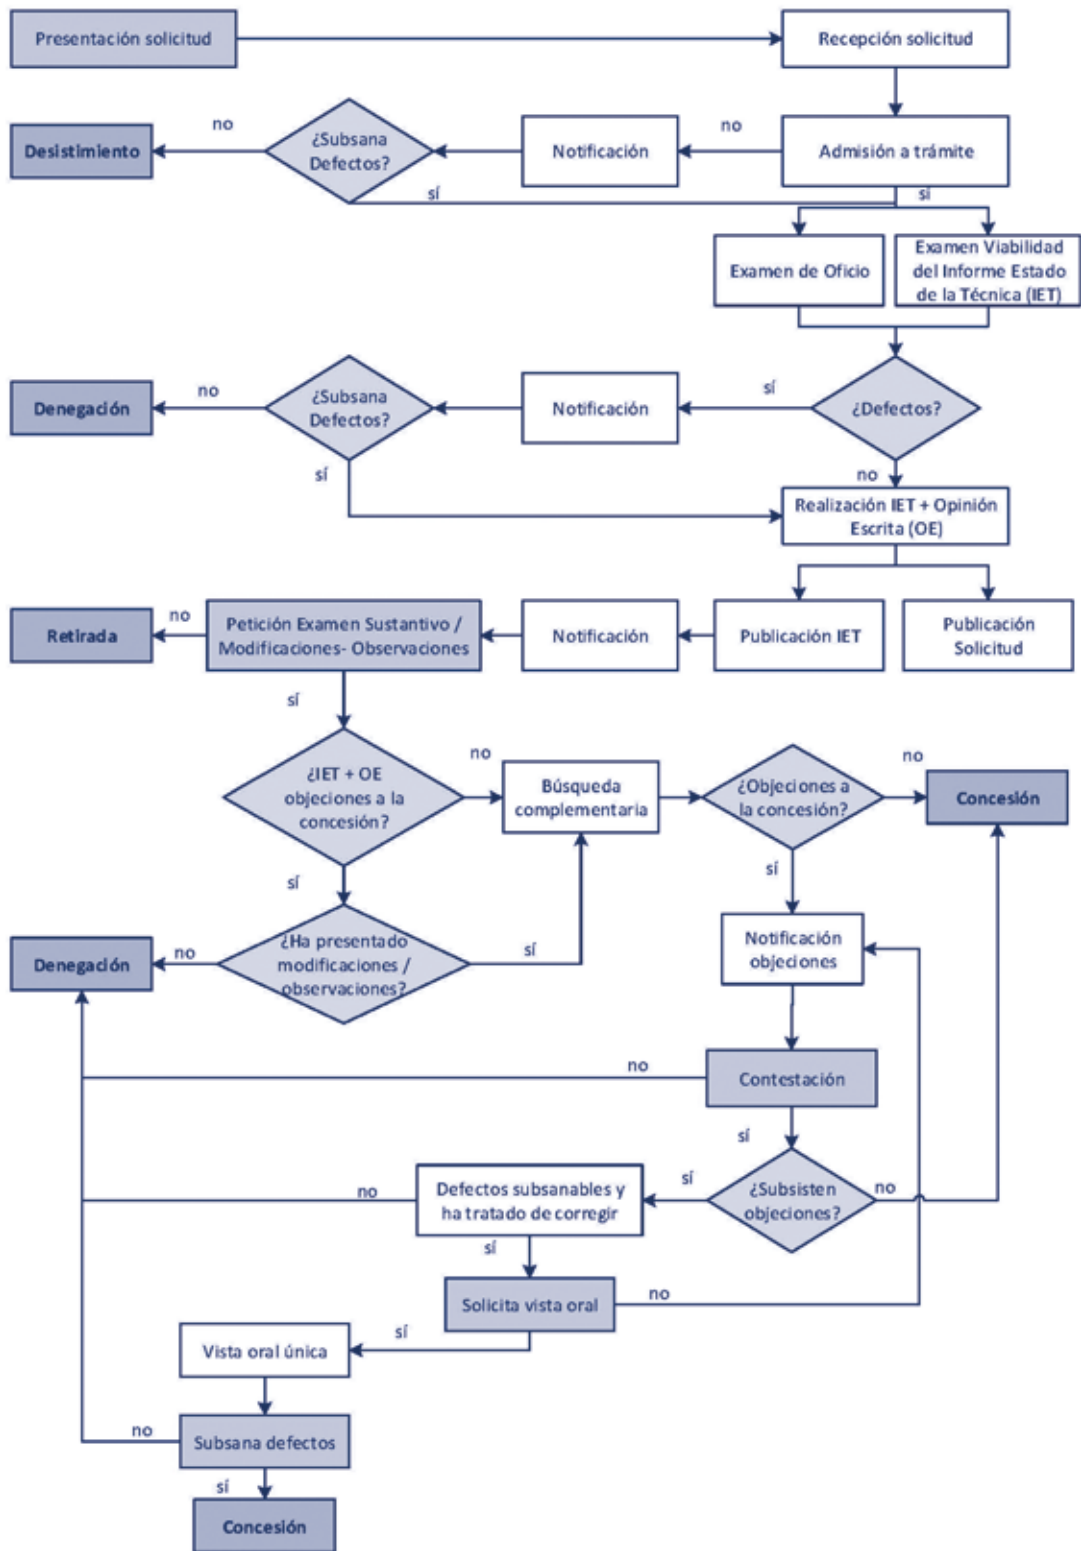 Presentación solicitud
Recepción solicitud
no
no
Desistimiento
¿Subsana
Defectos?
Notificación
Admisión a trámite
sí
sí
Examen de Oficio
Examen Viabilidad
del Informe Estado
de la Técnica (IET)
no
sí
Denegación
¿Subsana
Defectos?
Notificación
¿Defectos?
sí
no
Realización IET + Opinión
Escrita (OE)
no
Retirada
Petición Examen Sustantivo /
Modificaciones- Observaciones
Notificación
Publicación IET
Publicación
Solicitud
sí
no
no
¿IET + OE
objeciones a la
concesión?
Búsqueda
complementaria
¿Objeciones a
la concesión?
Concesión
sí
sí
Denegación
no
¿Ha presentado
modificaciones /
observaciones?
sí
Notificación
objeciones
no
Contestación
sí
no
Defectos subsanables y
ha tratado de corregir
sí
¿Subsisten
objeciones?
no
sí
Solicita vista oral
no
sí
Vista oral única
no
Subsana defectos
sí
Concesión